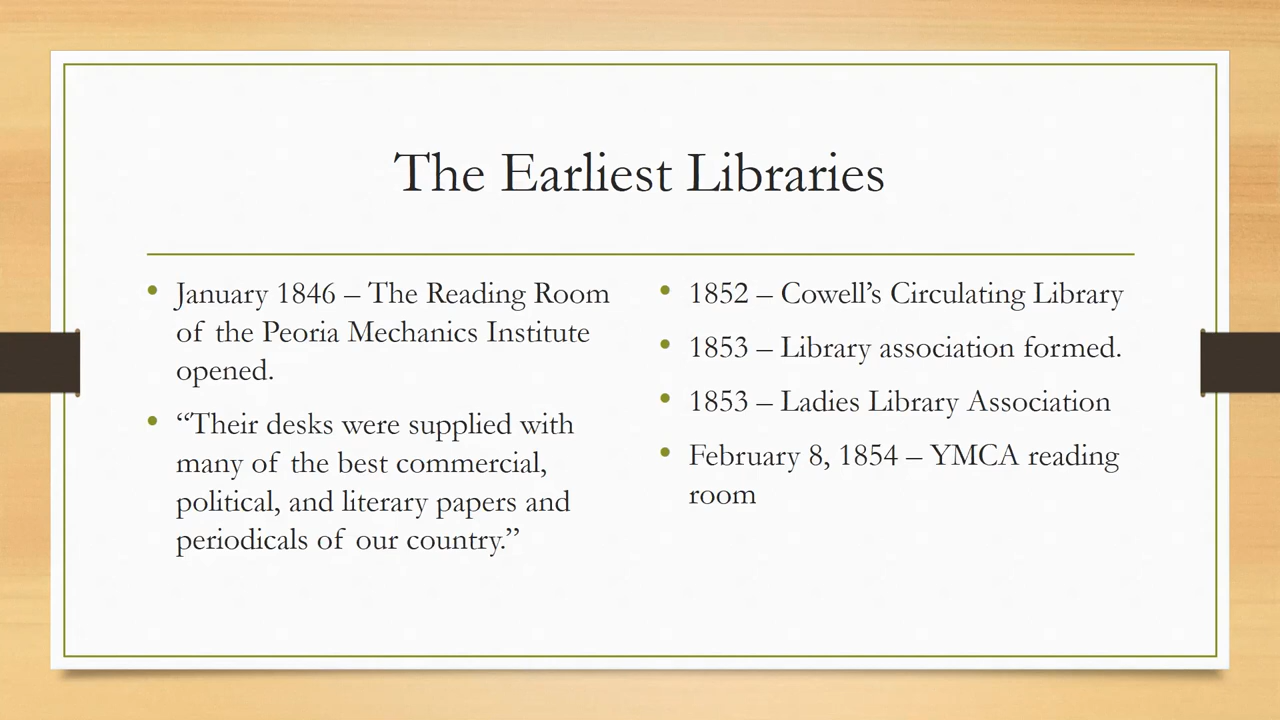 The Earliest Libraries
• January 1846 – The Reading Room
of the Peoria Mechanics Institute
opened.
• “Their desks were supplied with
many of the best commercial,
political, and literary papers and
periodicals of our country.”
• 1852 – Cowell’s Circulating Library
• 1853 – Library association formed.
• 1853 – Ladies Library Association
• February 8, 1854 – YMCA reading
room